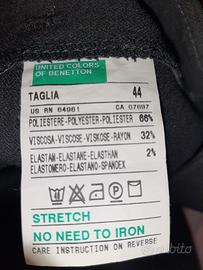 UNITED COLORS
OF BENETTON
TAGLIA 44
US RN 64981 CA 07697
POLIESTERE-POLYESTER-POLIESTER 66%
VISCOSA-VISCOSE-VISKOSE-RAYON 32%
ELASTAM-ELASTANE-ELASTHAN 2%
ELASTOMERO-ELASTANO-SPANDEX
P
STRETCH
NO NEED TO IRON
CARE INSTRUCTION ON REVERSE
Subito